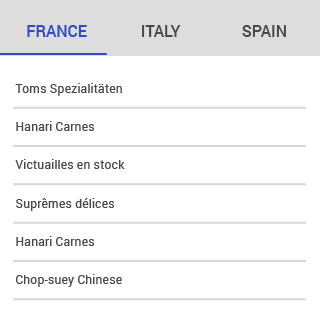 FRANCE ITALY SPAIN
Toms Spezialitäten
Hanari Carnes
Victuailles en stock
Suprêmes délices
Hanari Carnes
Chop-suey Chinese